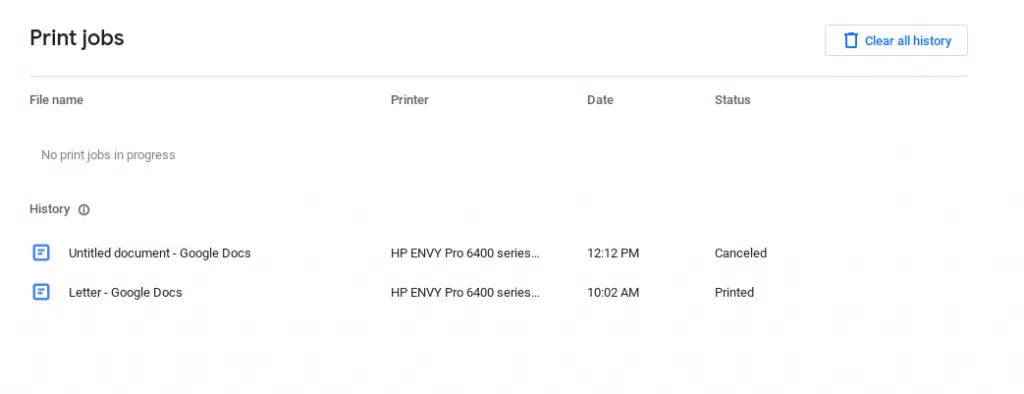 Print jobs
Clear all history
File name Printer Date Status
No print jobs in progress
History
Untitled document - Google Docs HP ENVY Pro 6400 series... 12:12 PM Canceled
Letter - Google Docs HP ENVY Pro 6400 series... 10:02 AM Printed